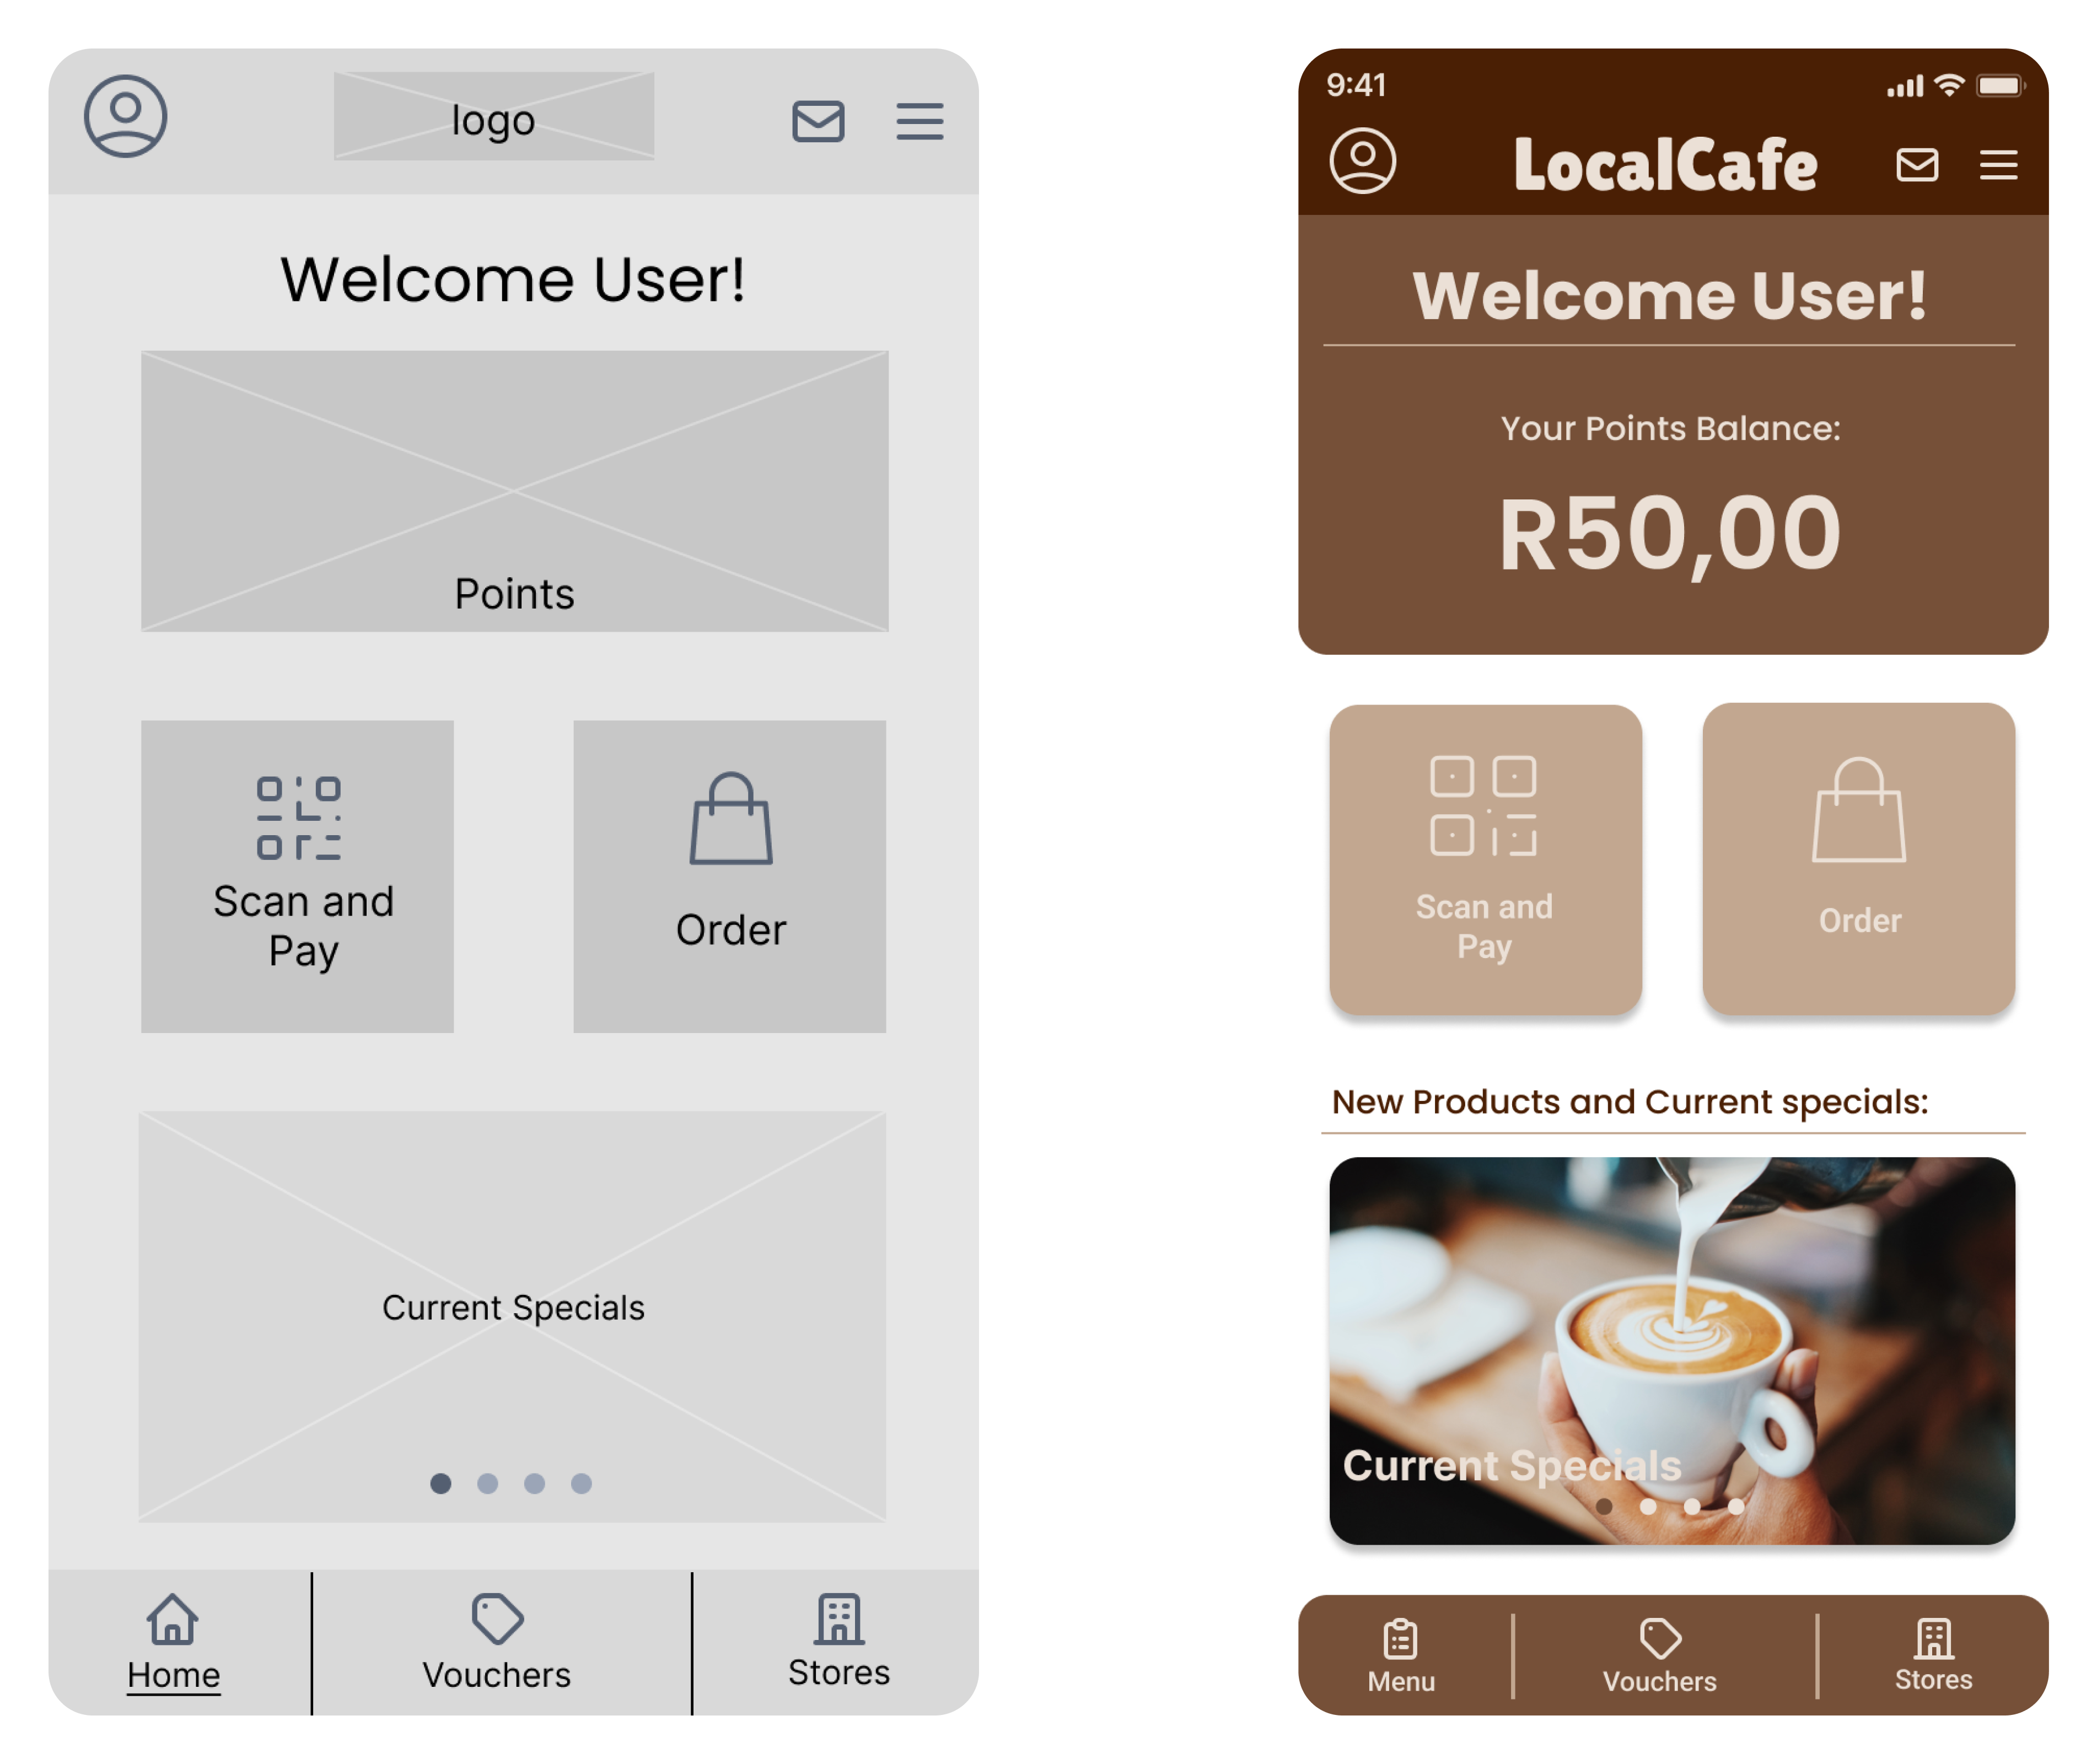 logo
Welcome User!
Points
Scan and
Pay
Order
Current Specials
Home
Vouchers
Stores
9:41
LocalCafe
Welcome User!
Your Points Balance:
R50,00
Scan and
Pay
Order
New Products and Current specials:
Current Specials
Menu
Vouchers
Stores